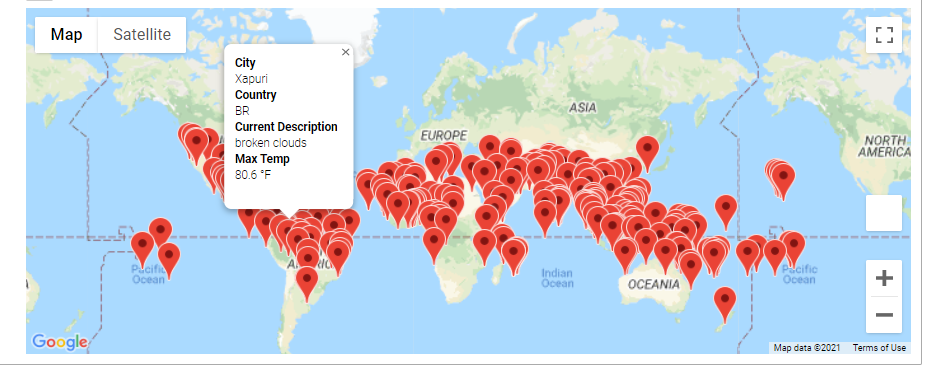 Map Satellite
City
Xapuri
Country
BR
Current Description
broken clouds
Max Temp
80.6 °F
ASIA
EUROPE
NORTH
AMERICA
Pacific
Ocean
Indian
Ocean
OCEANIA
Pacific
Ocean
Google
Map data ©2021 Terms of Use